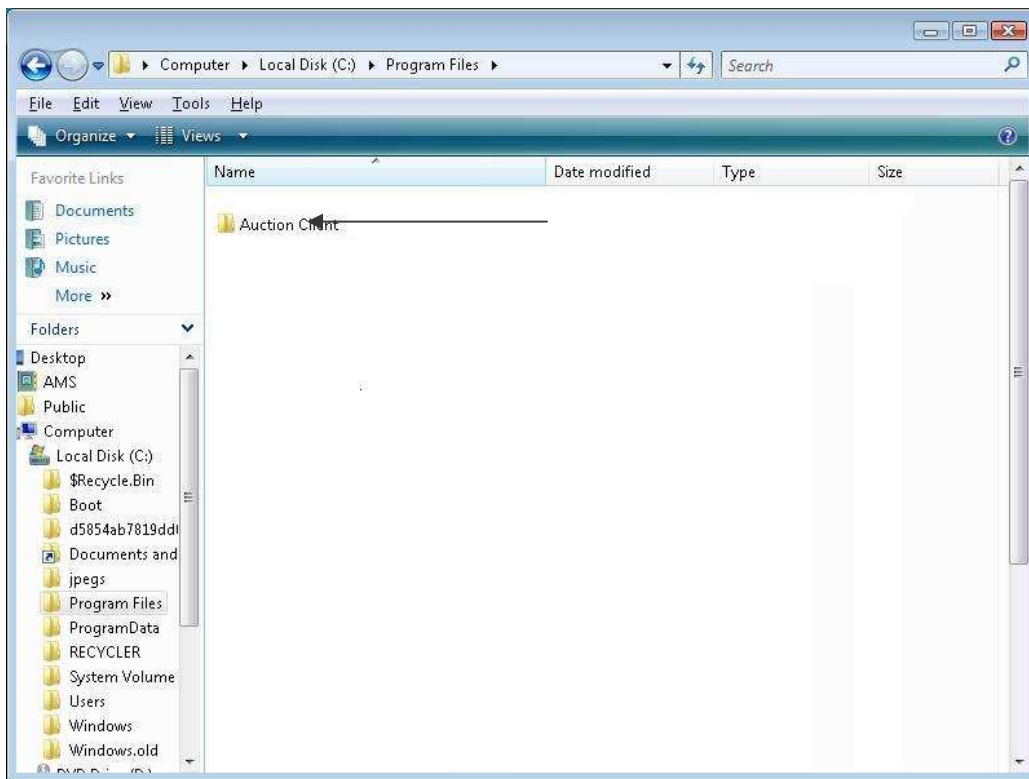 Computer Local Disk (C:) Program Files
Search
File Edit View Tools Help
Organize Views
Favorite Links
Documents
Pictures
Music
More »
Folders
Desktop
AMS
Public
Computer
Local Disk (C:)
$Recycle.Bin
Boot
d5854ab7819dd
Documents and
jpegs
Program Files
ProgramData
RECYCLER
System Volume
Users
Windows
Windows.old
Name Date modified Type Size
Auction Client